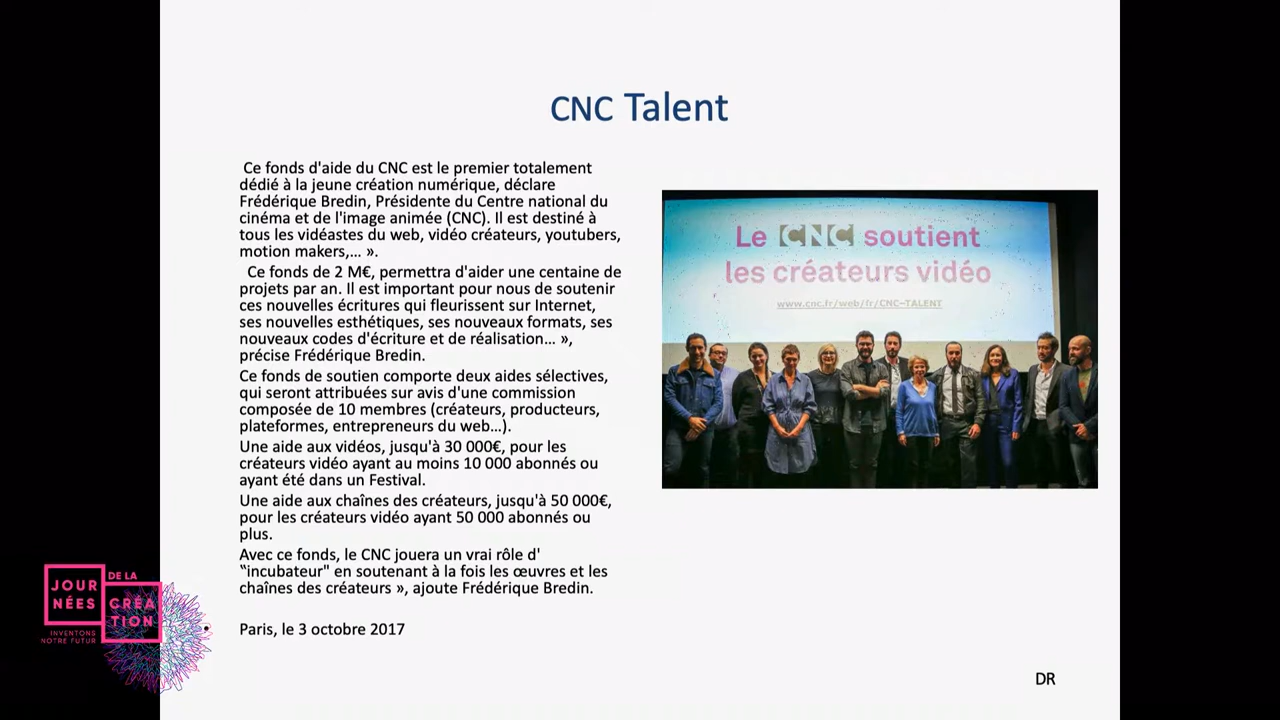 CNC Talent
Ce fonds d'aide du CNC est le premier totalement
dédié à la jeune création numérique, déclare
Frédérique Bredin, Présidente du Centre national du
cinéma et de l'image animée (CNC). Il est destiné à
tous les vidéastes du web, vidéo créateurs, youtubers,
motion makers,... ».
Ce fonds de 2 M€, permettra d'aider une centaine de
projets par an. Il est important pour nous de soutenir
ces nouvelles écritures qui fleurissent sur Internet,
ses nouvelles esthétiques, ses nouveaux formats, ses
nouveaux codes d'écriture et de réalisation... »,
précise Frédérique Bredin.
Ce fonds de soutien comporte deux aides sélectives,
qui seront attribuées sur avis d'une commission
composée de 10 membres (créateurs, producteurs,
plateformes, entrepreneurs du web...).
Une aide aux vidéos, jusqu'à 30 000€, pour les
créateurs vidéo ayant au moins 10 000 abonnés ou
ayant été dans un Festival.
Une aide aux chaînes des créateurs, jusqu'à 50 000€,
pour les créateurs vidéo ayant 50 000 abonnés ou
plus.
Avec ce fonds, le CNC jouera un vrai rôle d'
‟incubateur" en soutenant à la fois les œuvres et les
chaînes des créateurs », ajoute Frédérique Bredin.
• Paris, le 3 octobre 2017
Le CNC soutient
les créateurs vidéo
www.cnc.fr/web/fr/CNC-TALENT
DR
JOUR
NÉES
DE LA
CRÉA
TION
INVENTONS
NOTRE FUTUR